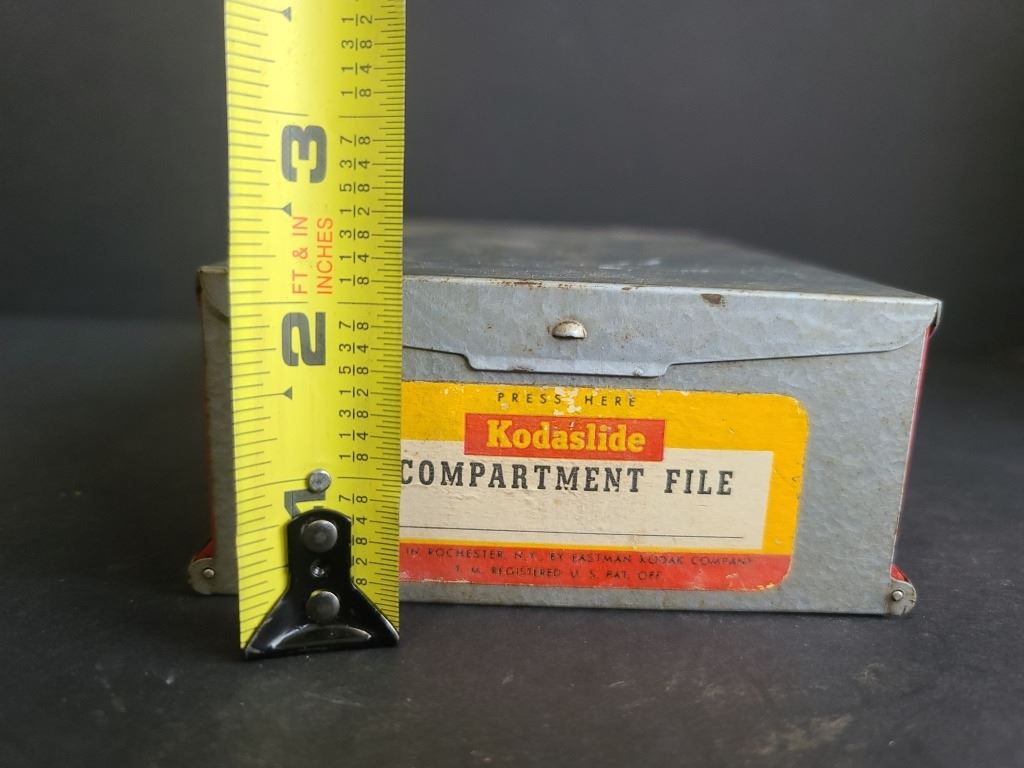 3
FT & IN
INCHES
2
1
PRESS HERE
Kodaslide
COMPARTMENT FILE
IN ROCHESTER, N.Y., BY EASTMAN KODAK COMPANY
T. M. REGISTERED U. S. PAT. OFF.